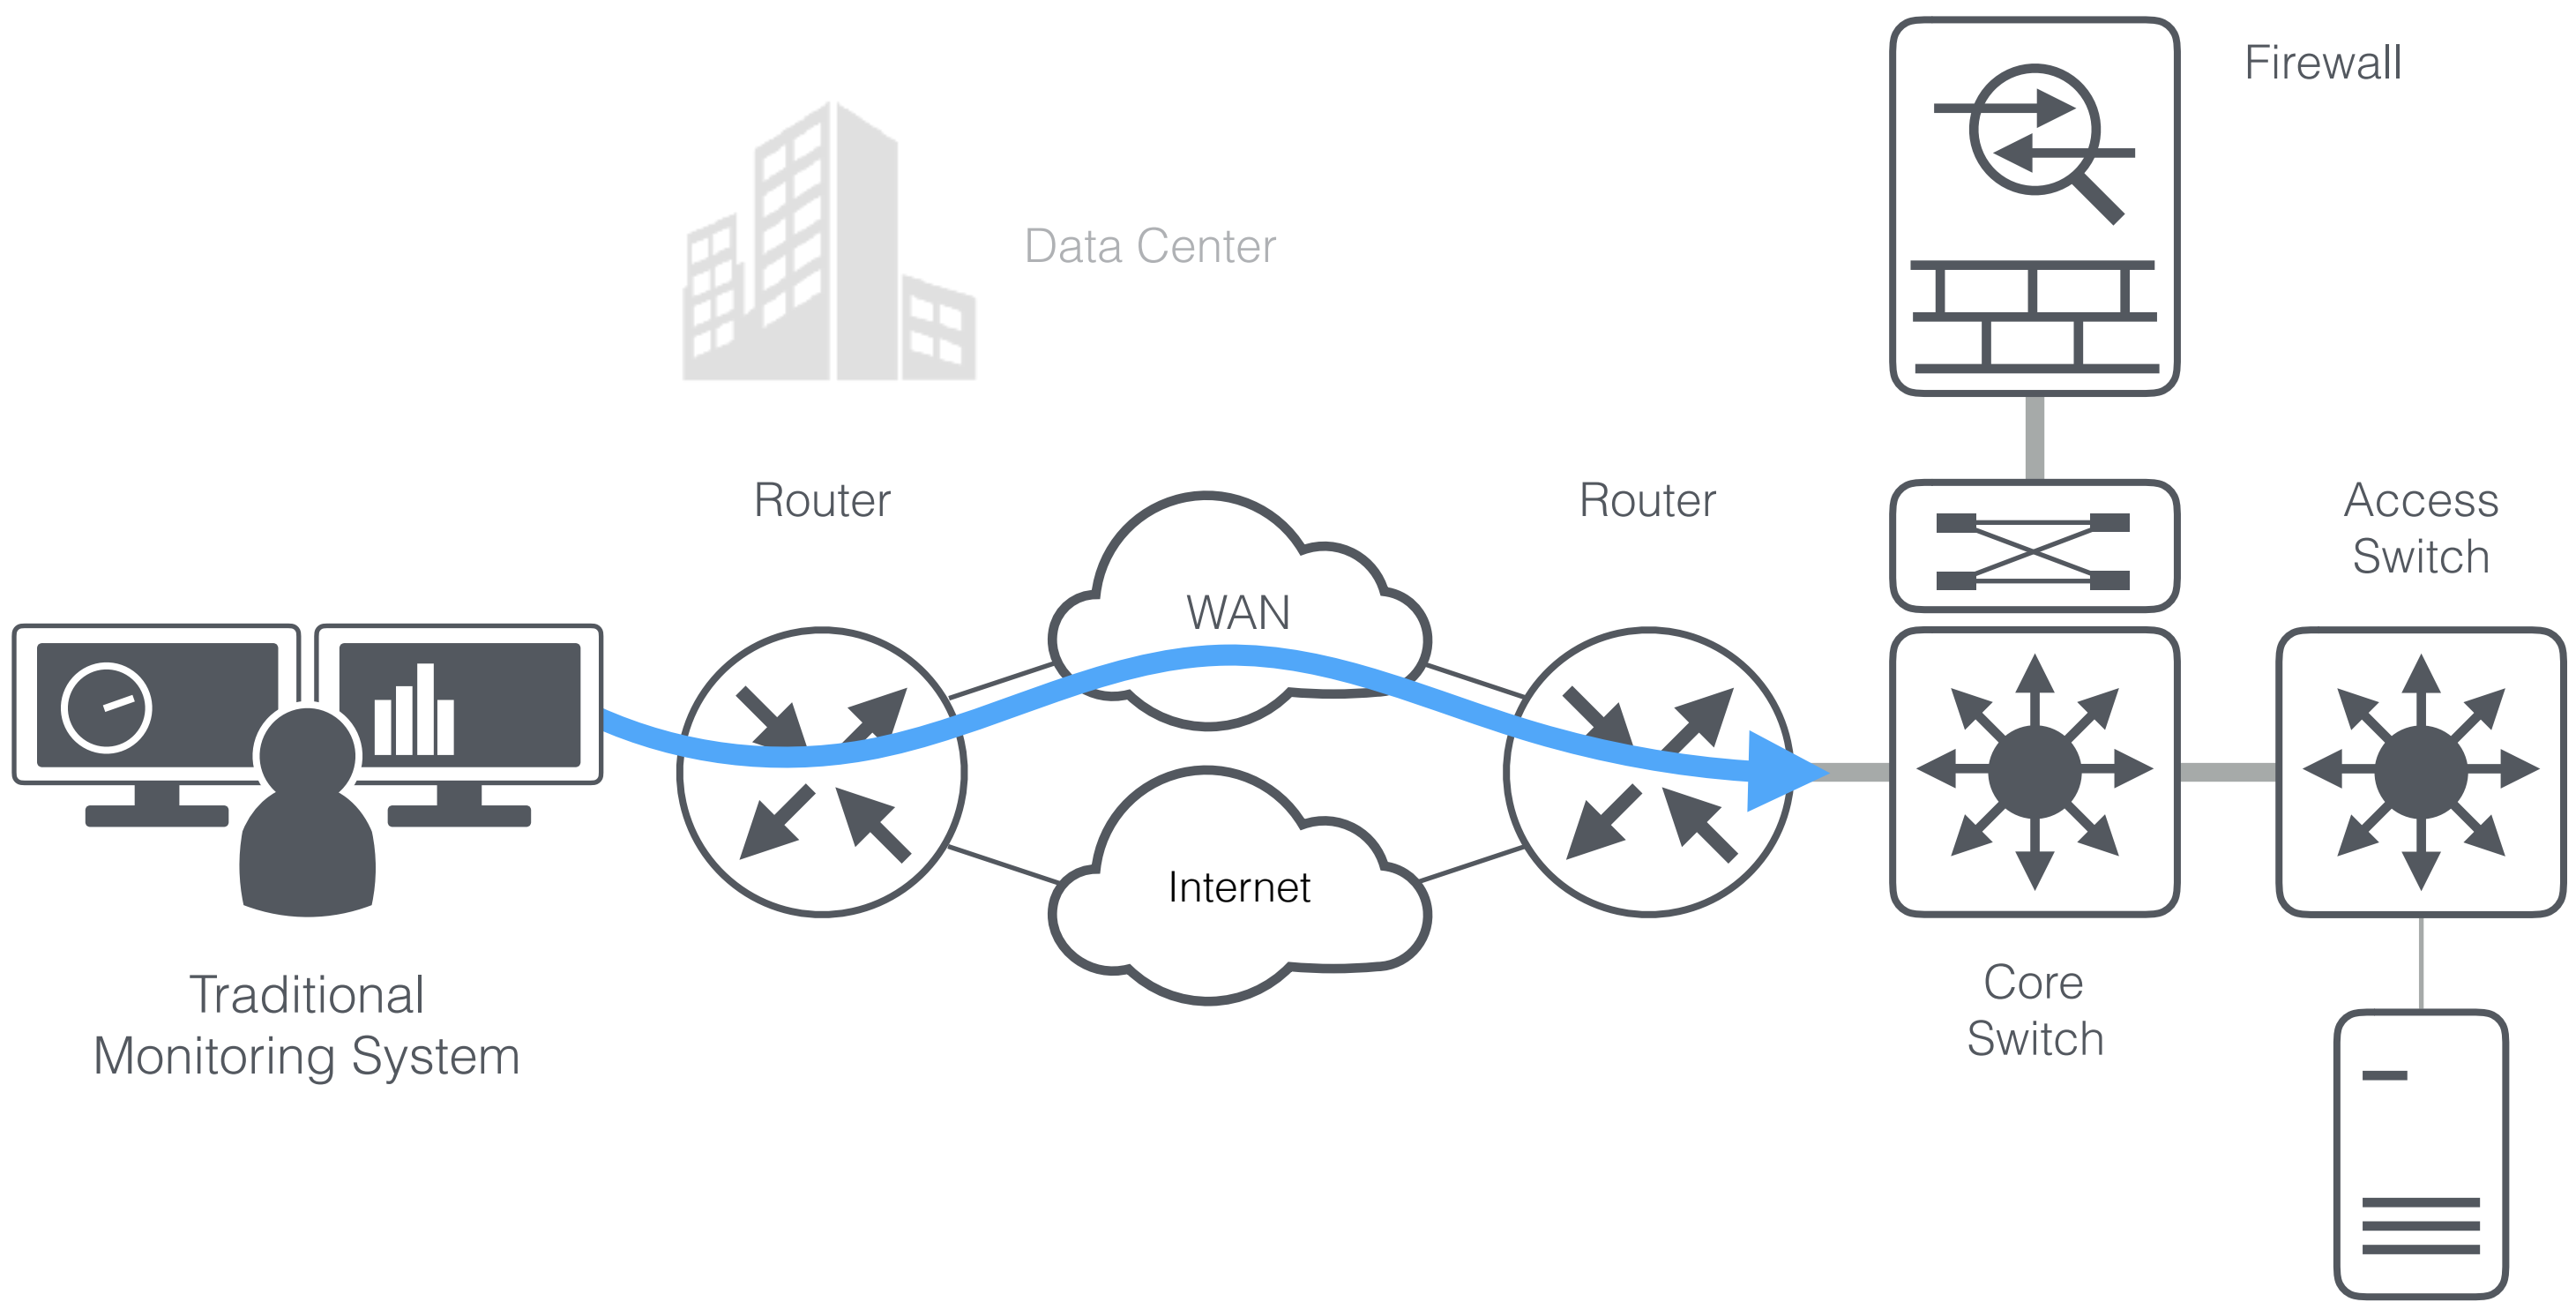 Firewall
Data Center
Router
Router
Access
Switch
WAN
Internet
Traditional
Monitoring System
Core
Switch